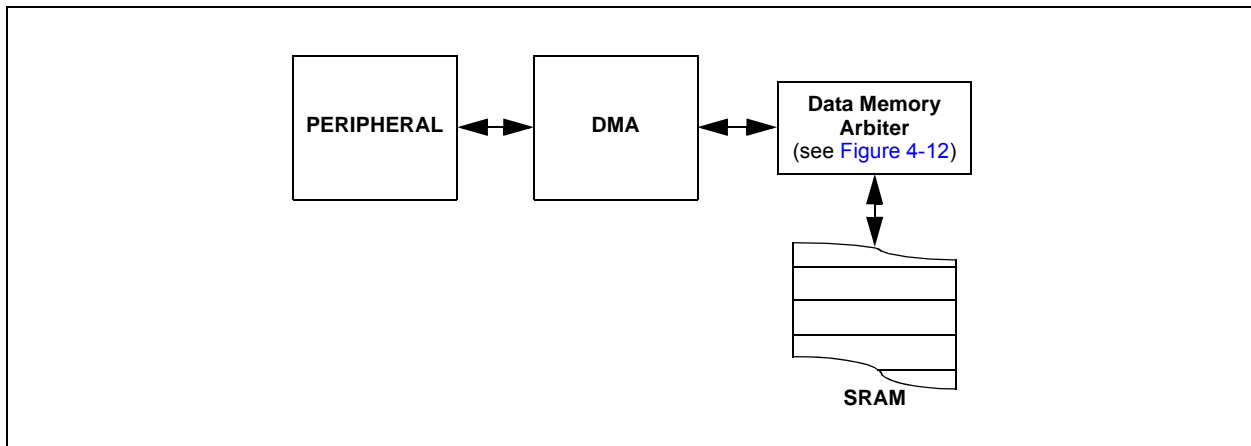 PERIPHERAL
DMA
Data Memory
Arbiter
(see Figure 4-12)
SRAM